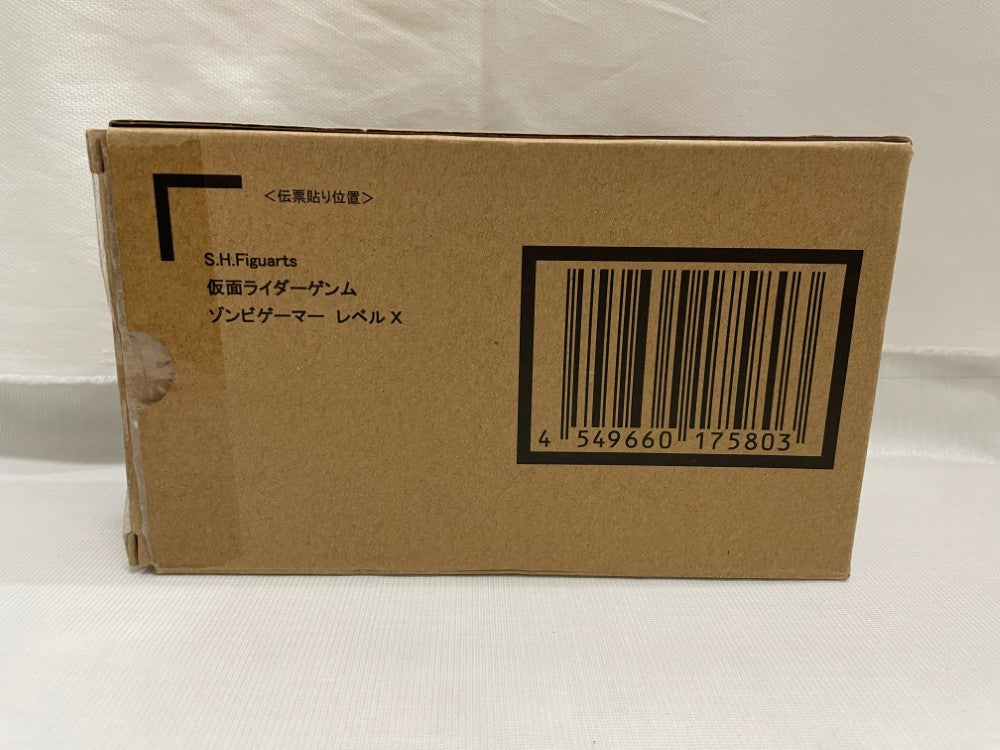 ＜伝票貼り位置＞
S.H.Figuarts
仮面ライダーゲンム
ゾンビゲーマー レベル X
4 549660 175803